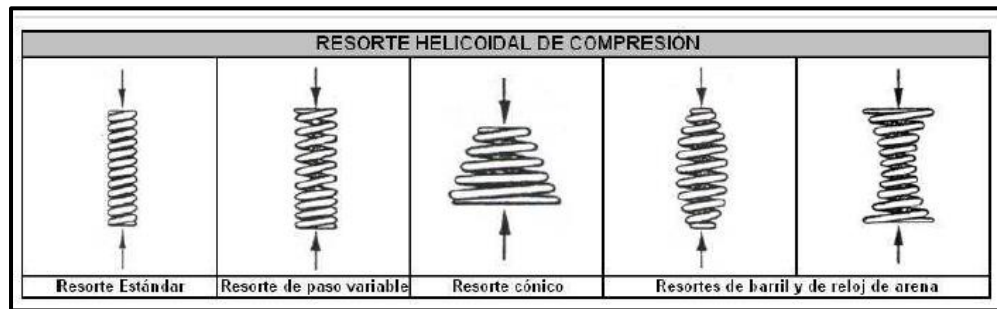 RESORTE HELICOIDAL DE COMPRESIÓN
Resorte Estándar
Resorte de paso variable
Resorte cónico
Resortes de barril y de reloj de arena